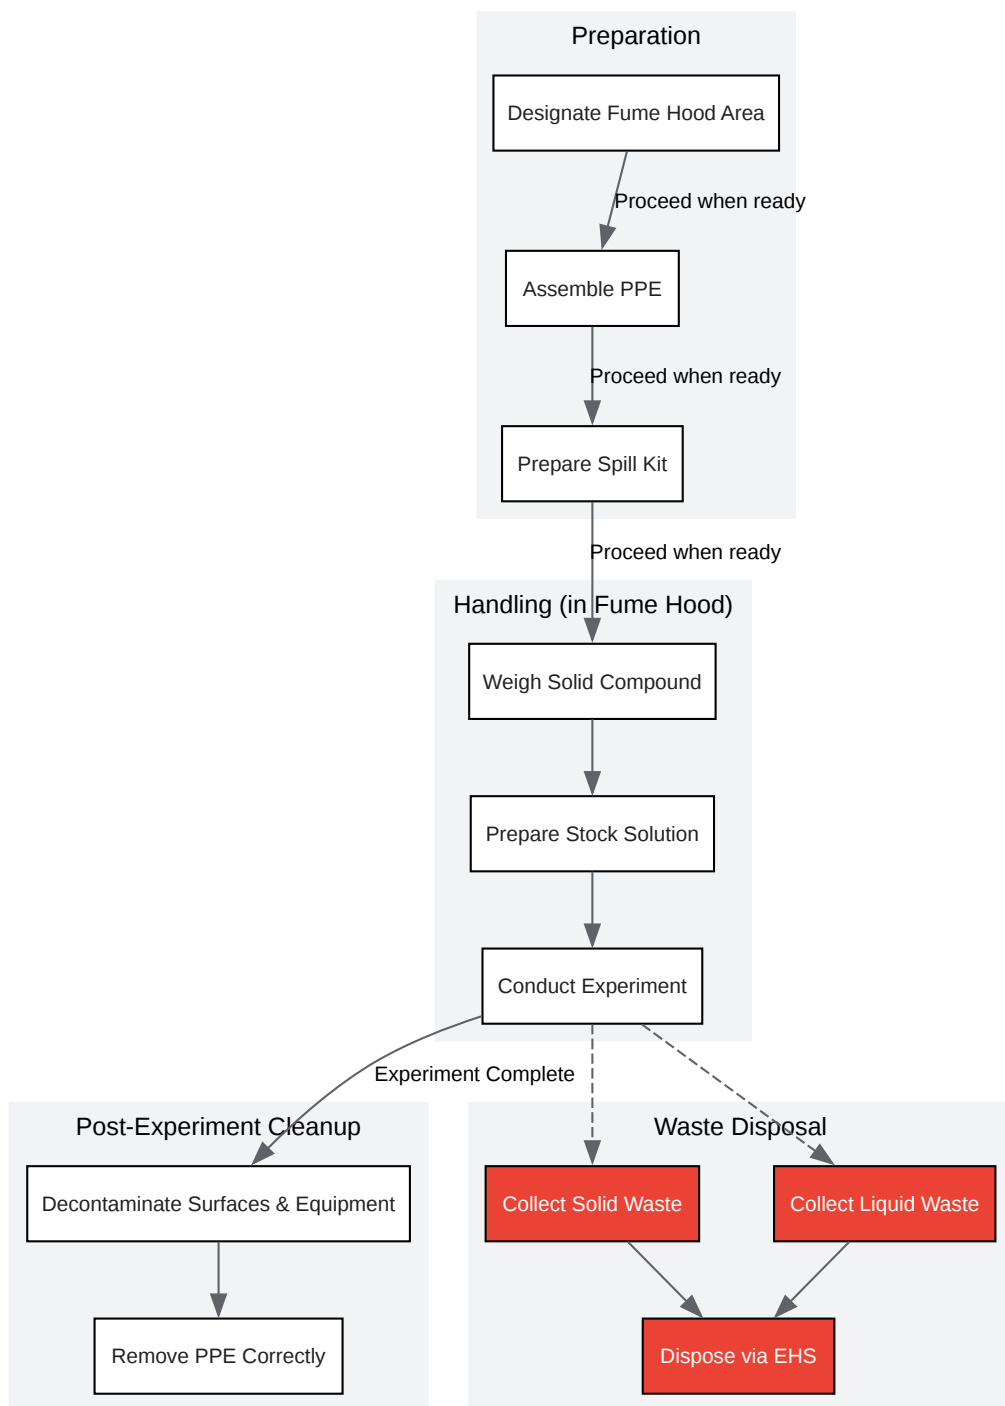 Preparation
Designate Fume Hood Area
Proceed when ready
Assemble PPE
Proceed when ready
Prepare Spill Kit
Proceed when ready
Handling (in Fume Hood)
Weigh Solid Compound
Prepare Stock Solution
Conduct Experiment
Experiment Complete
Post-Experiment Cleanup
Decontaminate Surfaces & Equipment
Remove PPE Correctly
Waste Disposal
Collect Solid Waste
Collect Liquid Waste
Dispose via EHS